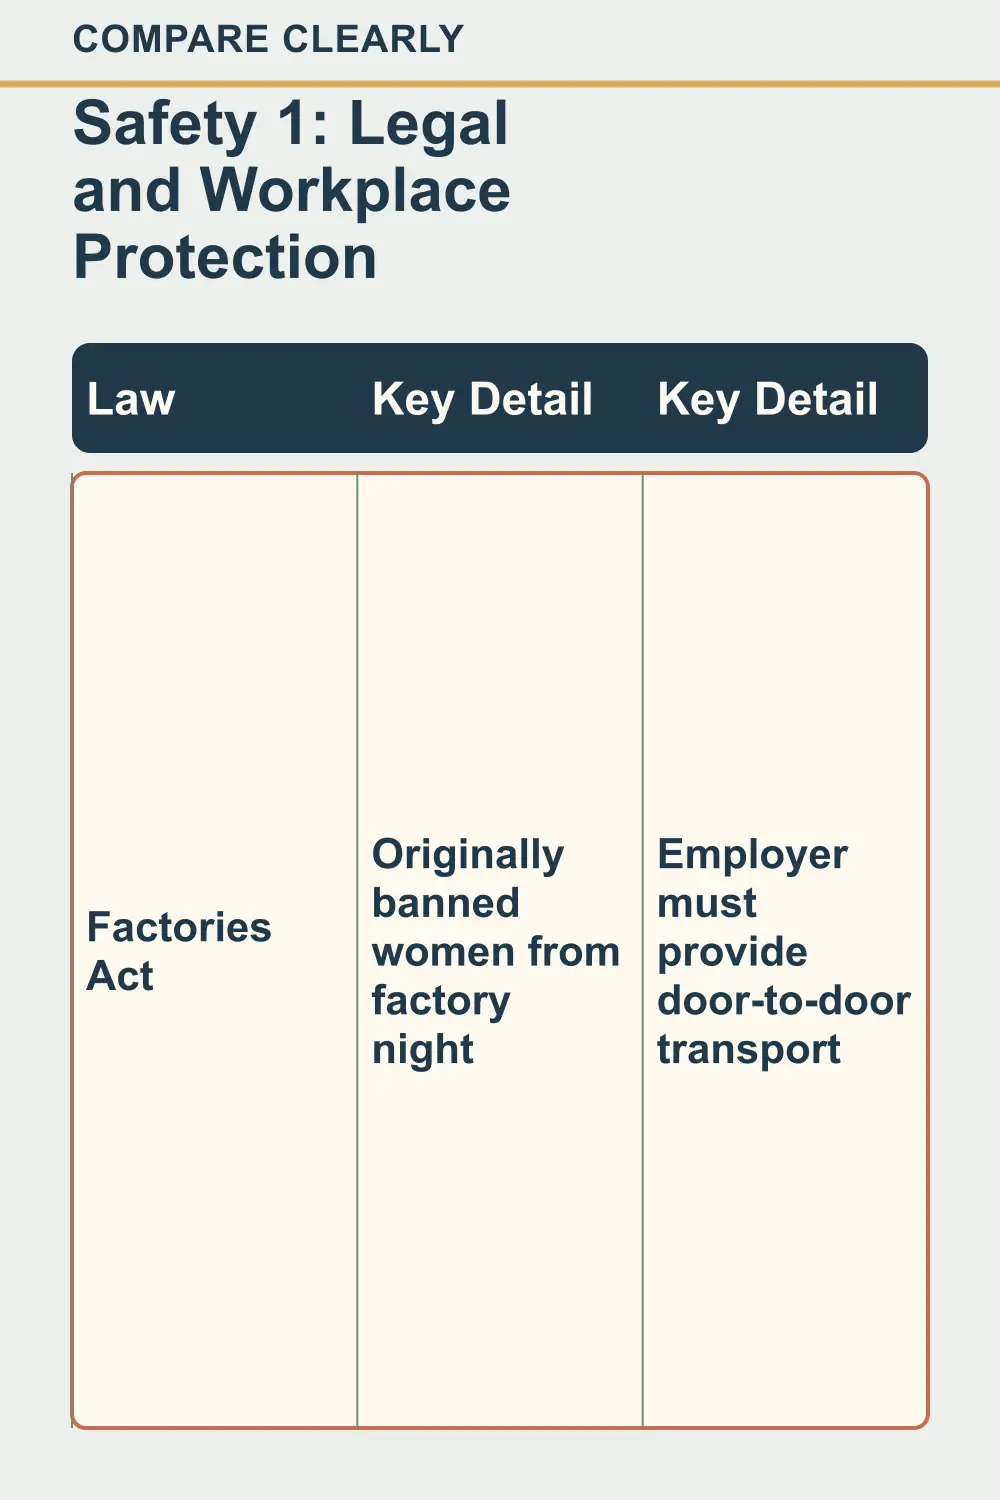 COMPARE CLEARLY
Safety 1: Legal
and Workplace
Protection
Law
Key Detail
Key Detail
Factories
Act
Originally
banned
women from
factory
night
Employer
must
provide
door-to-door
transport